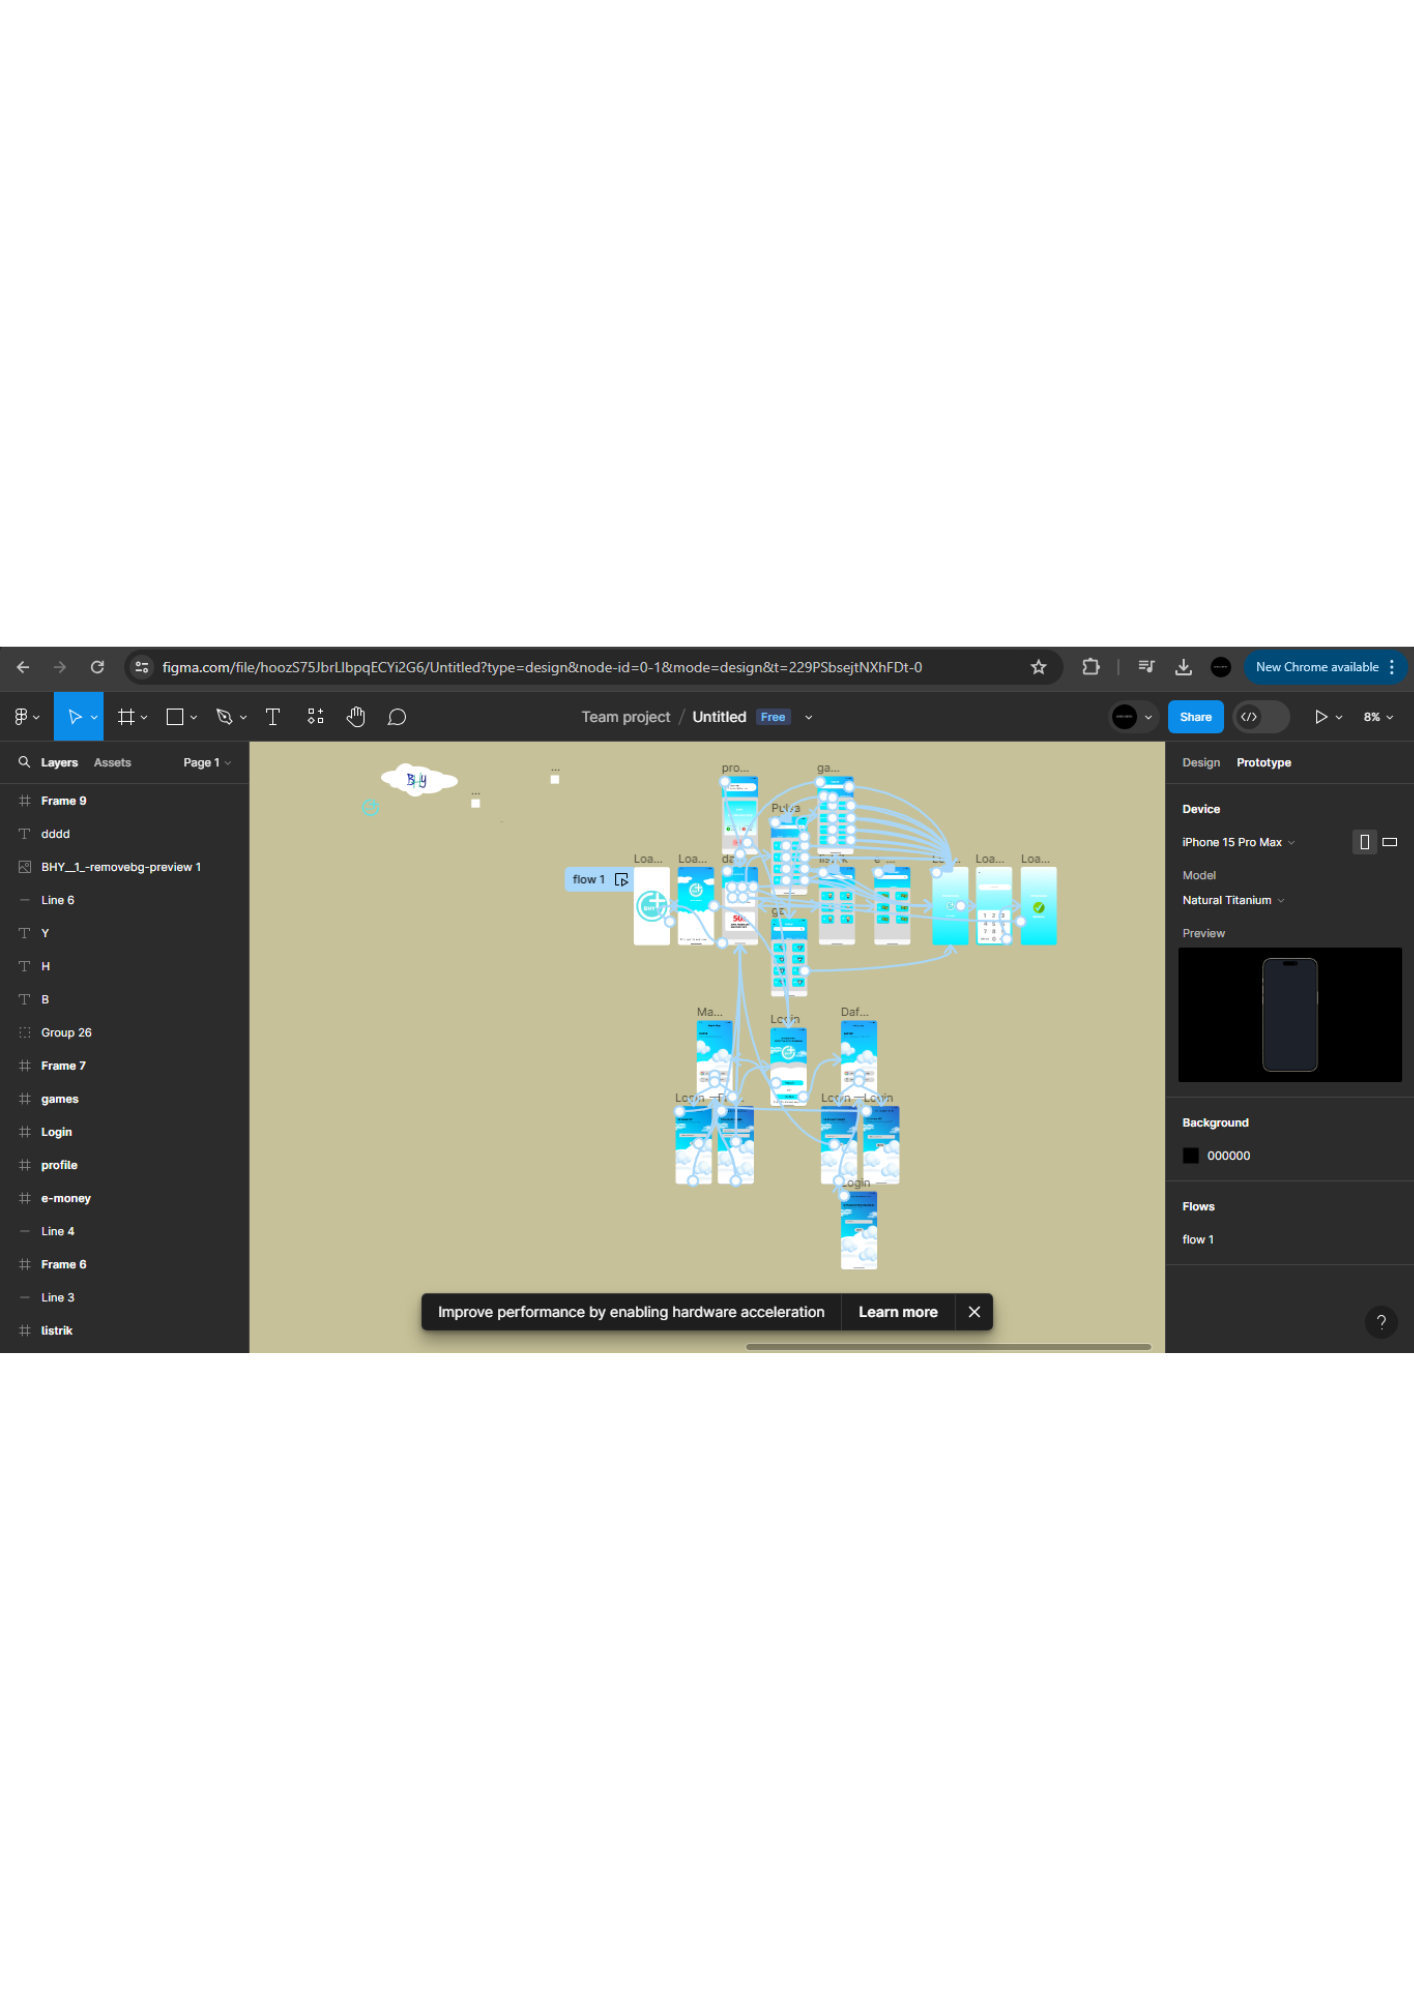 figma.com/file/hoozS75JbrLlbpqECYi2G6/Untitled?type=design&node-id=0-1&mode=design&t=229PSbsejtNXhFDt-0
New Chrome available
Team project / Untitled Free
Share
8%
Layers Assets Page 1
Design Prototype
Frame 9
dddd
BHY__1_-removebg-preview 1
Line 6
Y
H
B
Group 26
Frame 7
games
Login
profile
e-money
Line 4
Frame 6
Line 3
listrik
BHY
...
...
pro...
ga...
Pulsa
Loa...
Loa...
Loa...
Loa...
flow 1
Ma...
Login
Daf...
Login
Login
Login
Login
Device
iPhone 15 Pro Max
Model
Natural Titanium
Preview
Background
000000
Flows
flow 1
Improve performance by enabling hardware acceleration Learn more
?